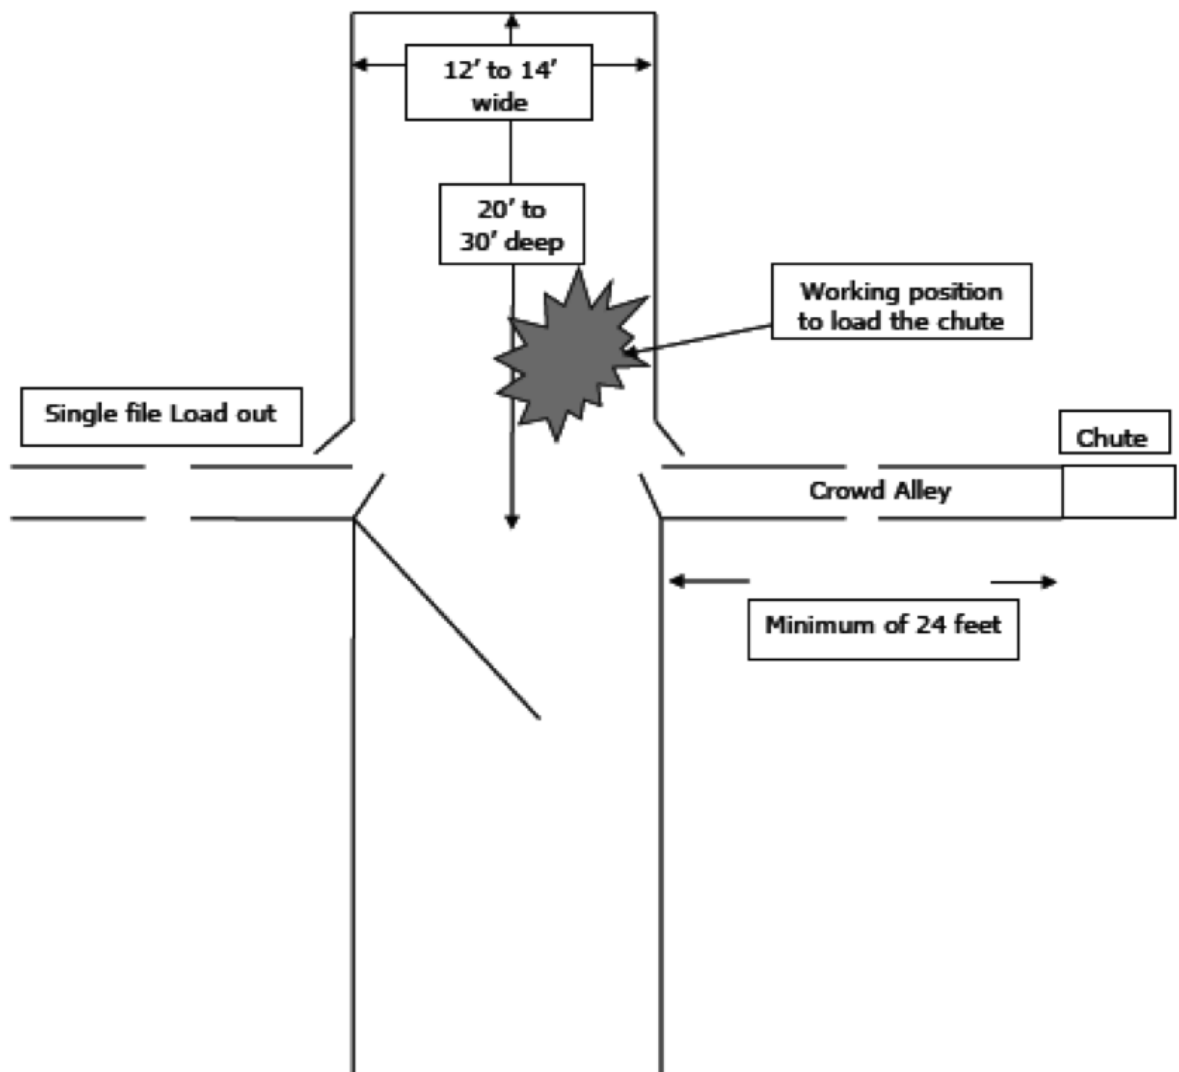 12’ to 14’
wide
20’ to
30’ deep
Working position
to load the chute
Single file Load out
Chute
Crowd Alley
Minimum of 24 feet